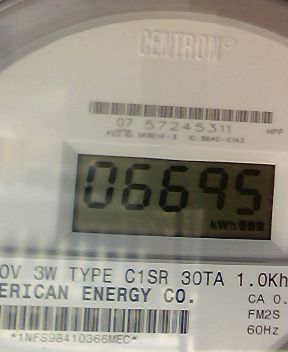 CENTRON®
07 57245311
06695
kWh 888
0V 3W TYPE C1SR 30TA 1.0Kh
ERICAN ENERGY CO.
CA 0.
FM2S
60Hz
*1NFS98410366MEC*